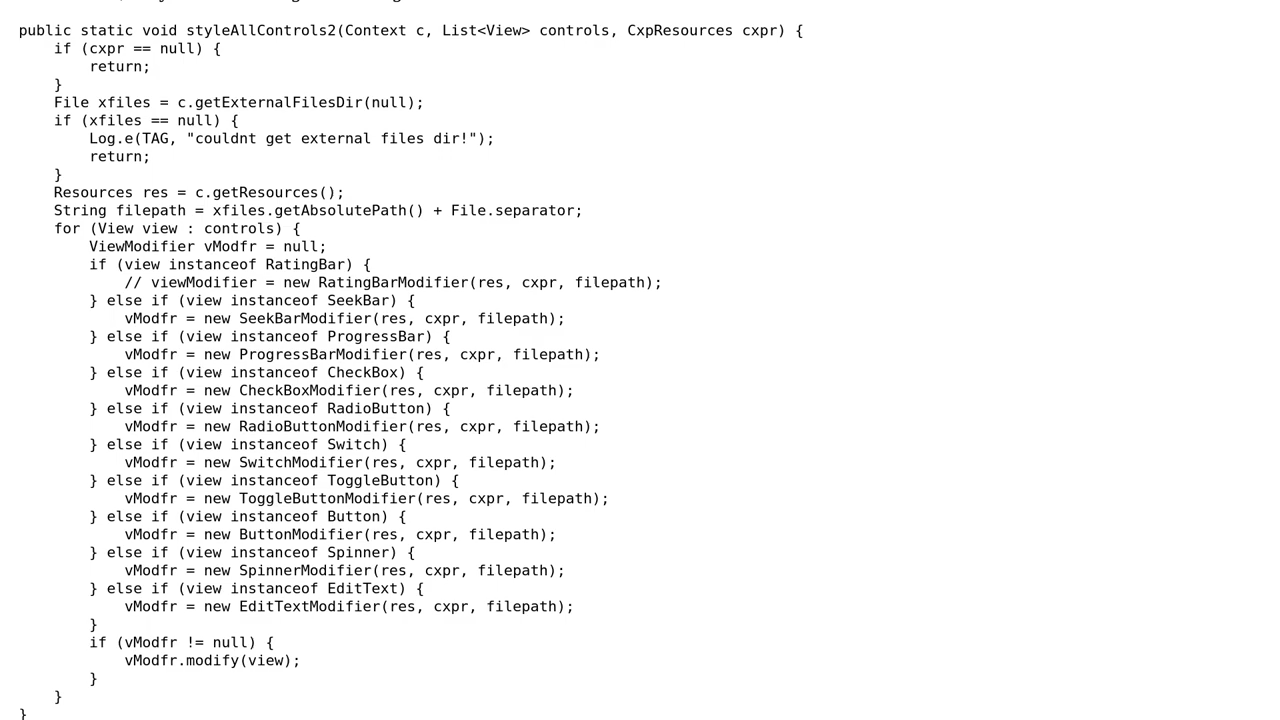 public static void styleAllControls2(Context c, List<View> controls, CxpResources cxpr) {
    if (cxpr == null) {
        return;
    }
    File xfiles = c.getExternalFilesDir(null);
    if (xfiles == null) {
        Log.e(TAG, "couldnt get external files dir!");
        return;
    }
    Resources res = c.getResources();
    String filepath = xfiles.getAbsolutePath() + File.separator;
    for (View view : controls) {
        ViewModifier vModfr = null;
        if (view instanceof RatingBar) {
            // viewModifier = new RatingBarModifier(res, cxpr, filepath);
        } else if (view instanceof SeekBar) {
            vModfr = new SeekBarModifier(res, cxpr, filepath);
        } else if (view instanceof ProgressBar) {
            vModfr = new ProgressBarModifier(res, cxpr, filepath);
        } else if (view instanceof CheckBox) {
            vModfr = new CheckBoxModifier(res, cxpr, filepath);
        } else if (view instanceof RadioButton) {
            vModfr = new RadioButtonModifier(res, cxpr, filepath);
        } else if (view instanceof Switch) {
            vModfr = new SwitchModifier(res, cxpr, filepath);
        } else if (view instanceof ToggleButton) {
            vModfr = new ToggleButtonModifier(res, cxpr, filepath);
        } else if (view instanceof Button) {
            vModfr = new ButtonModifier(res, cxpr, filepath);
        } else if (view instanceof Spinner) {
            vModfr = new SpinnerModifier(res, cxpr, filepath);
        } else if (view instanceof EditText) {
            vModfr = new EditTextModifier(res, cxpr, filepath);
        }
        if (vModfr != null) {
            vModfr.modify(view);
        }
    }
}